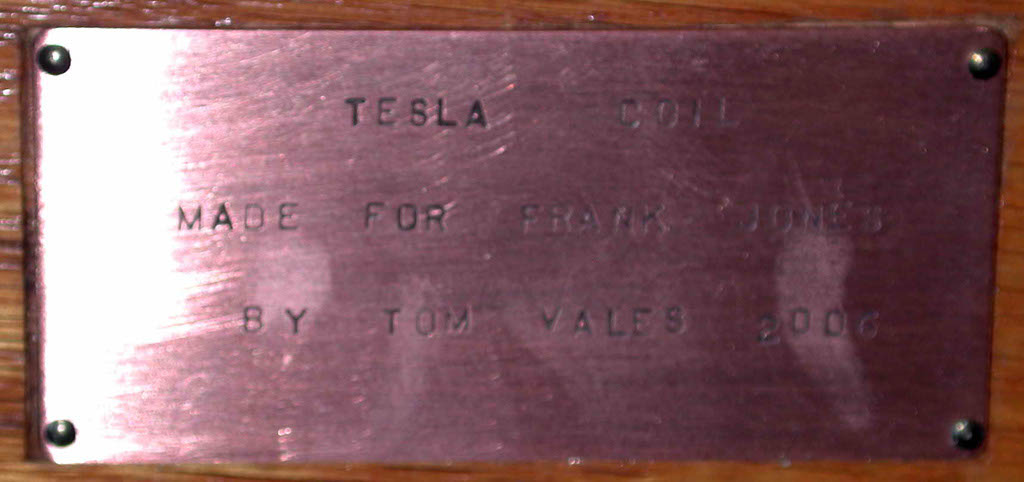 TESLA COIL
MADE FOR FRANK JONES
BY TOM VALES 2006